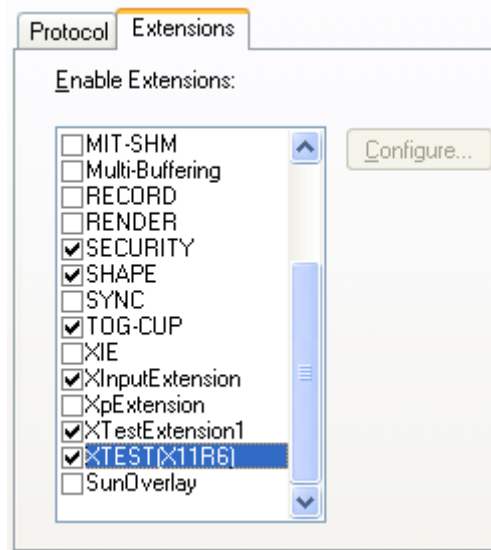 Protocol Extensions
Enable Extensions:
MIT-SHM
Configure...
Multi-Buffering
RECORD
RENDER
SECURITY
SHAPE
SYNC
TOG-CUP
XIE
XInputExtension
XpExtension
XTestExtension1
XTEST(X11R6)
SunOverlay